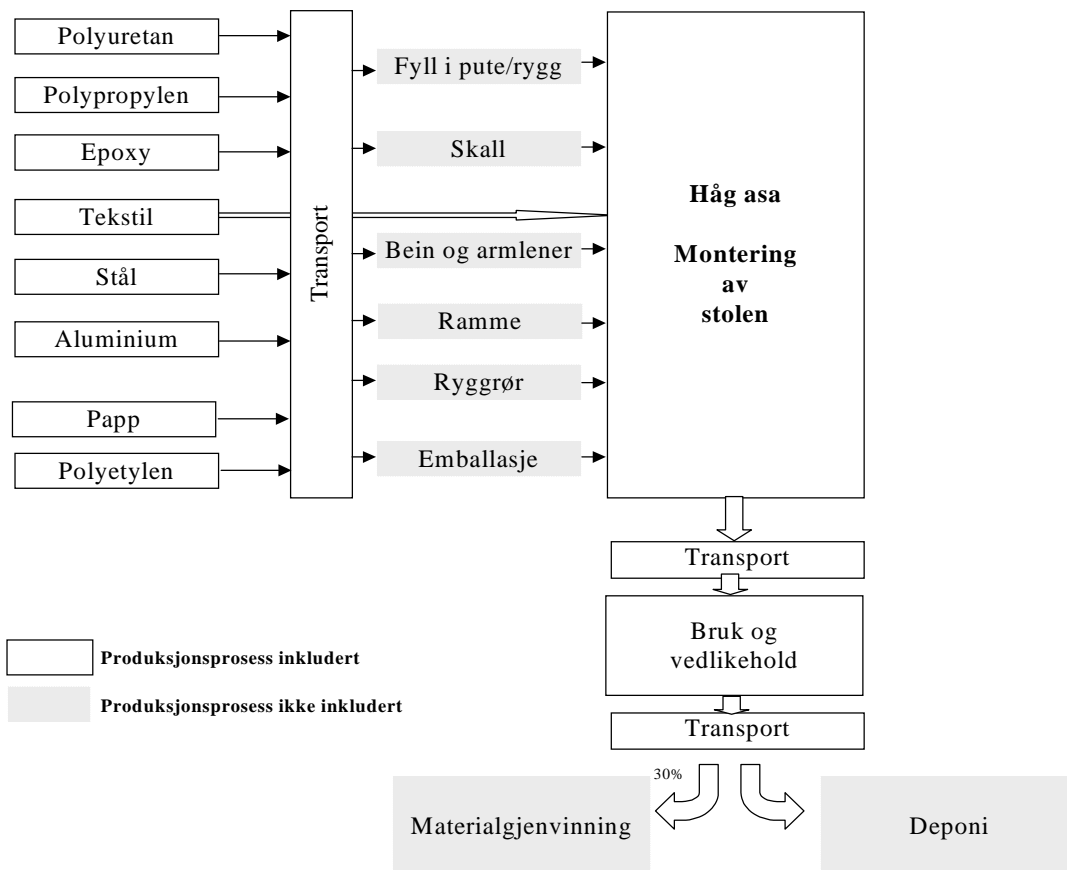 Polyuretan
Polypropylen
Epoxy
Tekstil
Stål
Aluminium
Papp
Polyetylen
Transport
Fyll i pute/rygg
Skall
Bein og armlener
Ramme
Ryggrør
Emballasje
Håg asa
Montering
av
stolen
Transport
Bruk og
vedlikehold
Transport
Produksjonsprosess inkludert
Produksjonsprosess ikke inkludert
30%
Materialgjenvinning
Deponi